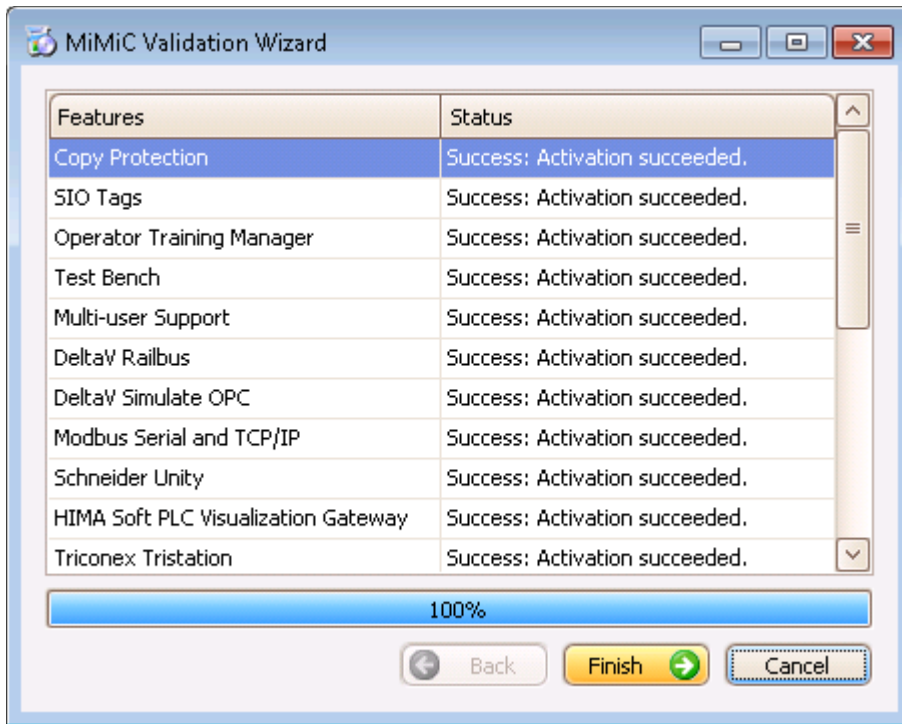 MiMiC Validation Wizard
Features Status
Copy Protection Success: Activation succeeded.
SIO Tags Success: Activation succeeded.
Operator Training Manager Success: Activation succeeded.
Test Bench Success: Activation succeeded.
Multi-user Support Success: Activation succeeded.
DeltaV Railbus Success: Activation succeeded.
DeltaV Simulate OPC Success: Activation succeeded.
Modbus Serial and TCP/IP Success: Activation succeeded.
Schneider Unity Success: Activation succeeded.
HIMA Soft PLC Visualization Gateway Success: Activation succeeded.
Triconex Tristation Success: Activation succeeded.
100%
Back Finish Cancel